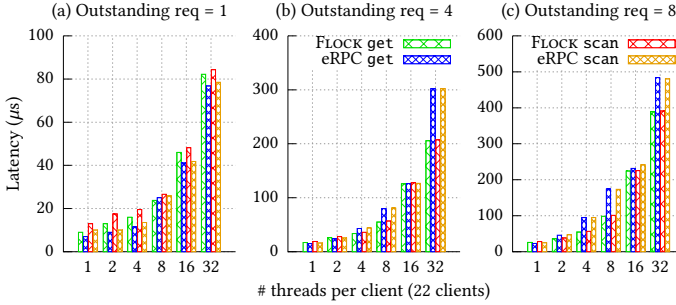 (a) Outstanding req = 1
(b) Outstanding req = 4
(c) Outstanding req = 8
Latency (μs)
100
80
60
40
20
0
1 2 4 8 16 32
400
300
200
100
0
FLOCK get
eRPC get
1 2 4 8 16 32
600
500
400
300
200
100
0
FLOCK scan
eRPC scan
1 2 4 8 16 32
# threads per client (22 clients)